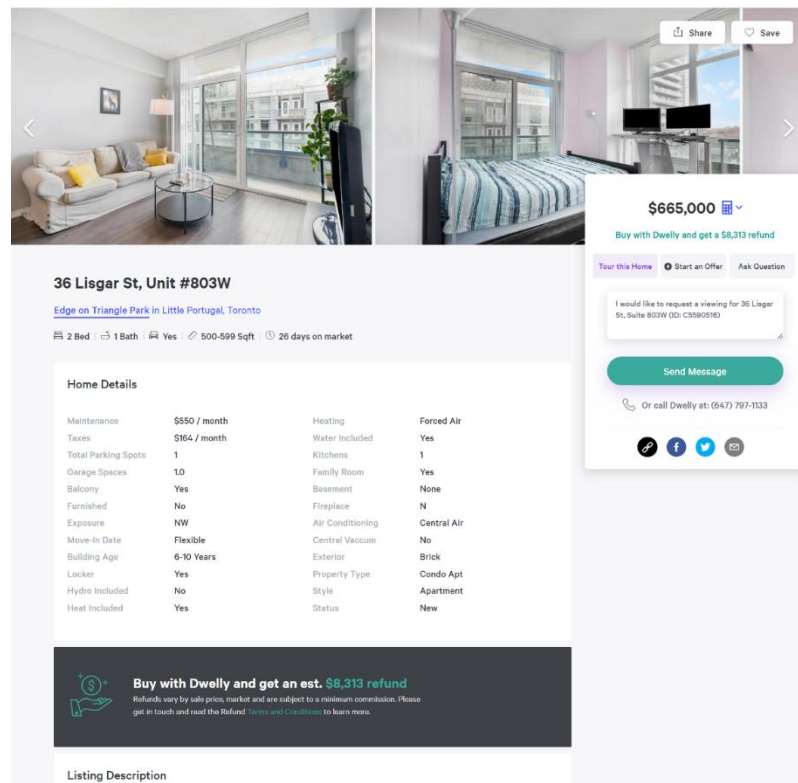 Share
Save
$665,000
Buy with Dwelly and get a $8,313 refund
Tour this Home
Start an Offer
Ask Question
I would like to request a viewing for 36 Lisgar
St, Suite 803W (ID: C5590516)
Send Message
Or call Dwelly at: (647) 797-1133
36 Lisgar St, Unit #803W
Edge on Triangle Park in Little Portugal, Toronto
2 Bed 1 Bath Yes 500-599 Sqft 26 days on market
Home Details
Maintenance $550 / month Heating Forced Air
Taxes $164 / month Water Included Yes
Total Parking Spots 1 Kitchens 1
Garage Spaces 1.0 Family Room Yes
Balcony Yes Basement None
Furnished No Fireplace N
Exposure NW Air Conditioning Central Air
Move-In Date Flexible Central Vaccum No
Building Age 6-10 Years Exterior Brick
Locker Yes Property Type Condo Apt
Hydro Included No Style Apartment
Heat Included Yes Status New
Buy with Dwelly and get an est. $8,313 refund
Refunds vary by sale price, market and are subject to a minimum commission. Please
get in touch and read the Refund Terms and Conditions to learn more.
Listing Description